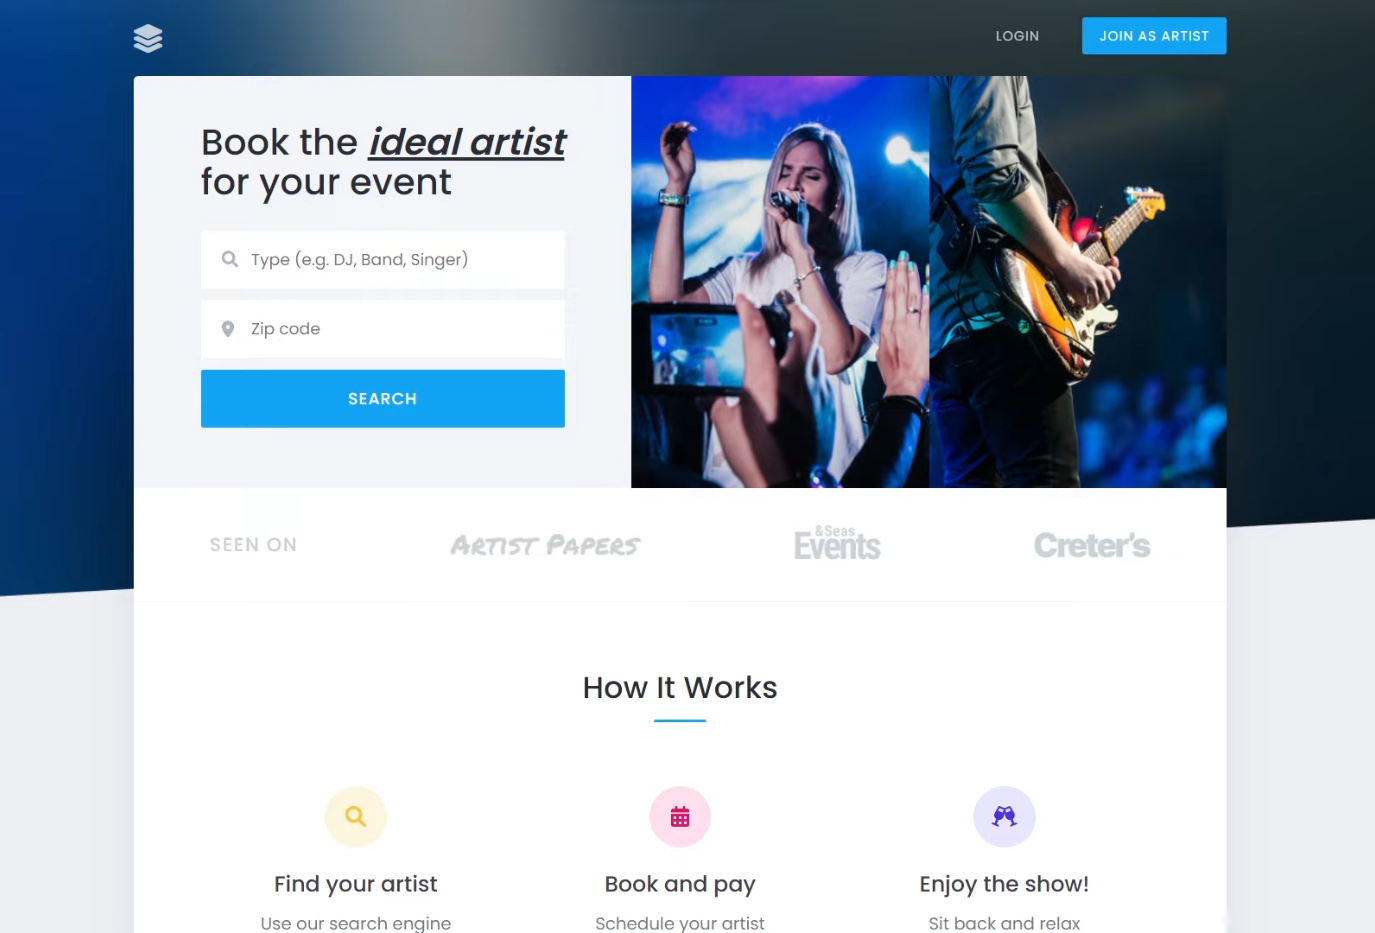 LOGIN
JOIN AS ARTIST
Book the ideal artist
for your event
Type (e.g. DJ, Band, Singer)
Zip code
SEARCH
SEEN ON
ARTIST PAPERS
&Seas
Events
Creter's
How It Works
Find your artist
Book and pay
Enjoy the show!
Use our search engine
Schedule your artist
Sit back and relax